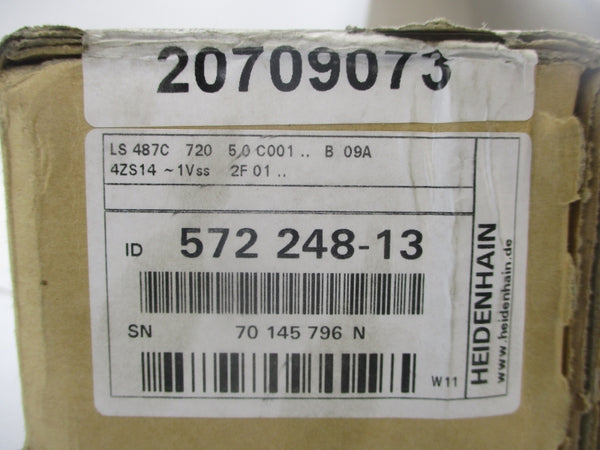 20709073
LS 487C 720 5,0 C001 .. B 09A
4ZS14 ~ 1Vss 2F 01 ..
ID 572 248-13
SN 70 145 796 N
W11
HEIDENHAIN
www.heidenhain.de